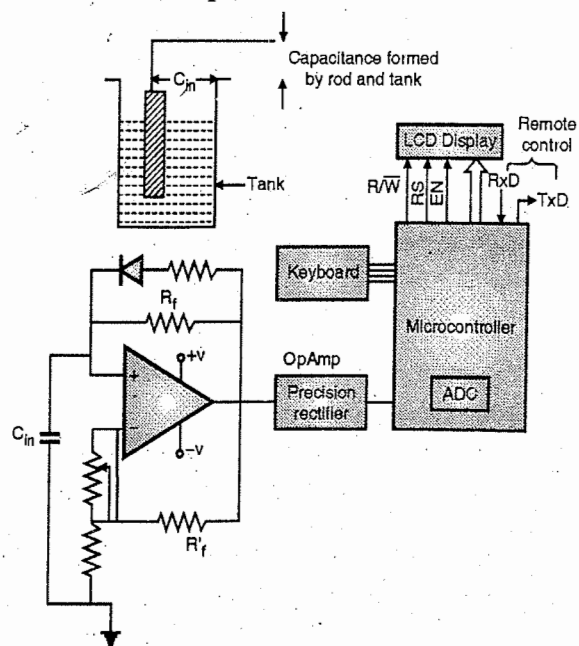 Capacitance formed
by rod and tank
C_in
Tank
LCD Display
Remote
control
R/W̅
RS
EN
RxD
TxD
Keyboard
Microcontroller
ADC
R_f
+v
OpAmp
Precision
rectifier
+
-
−
−v
C_in
R'_f